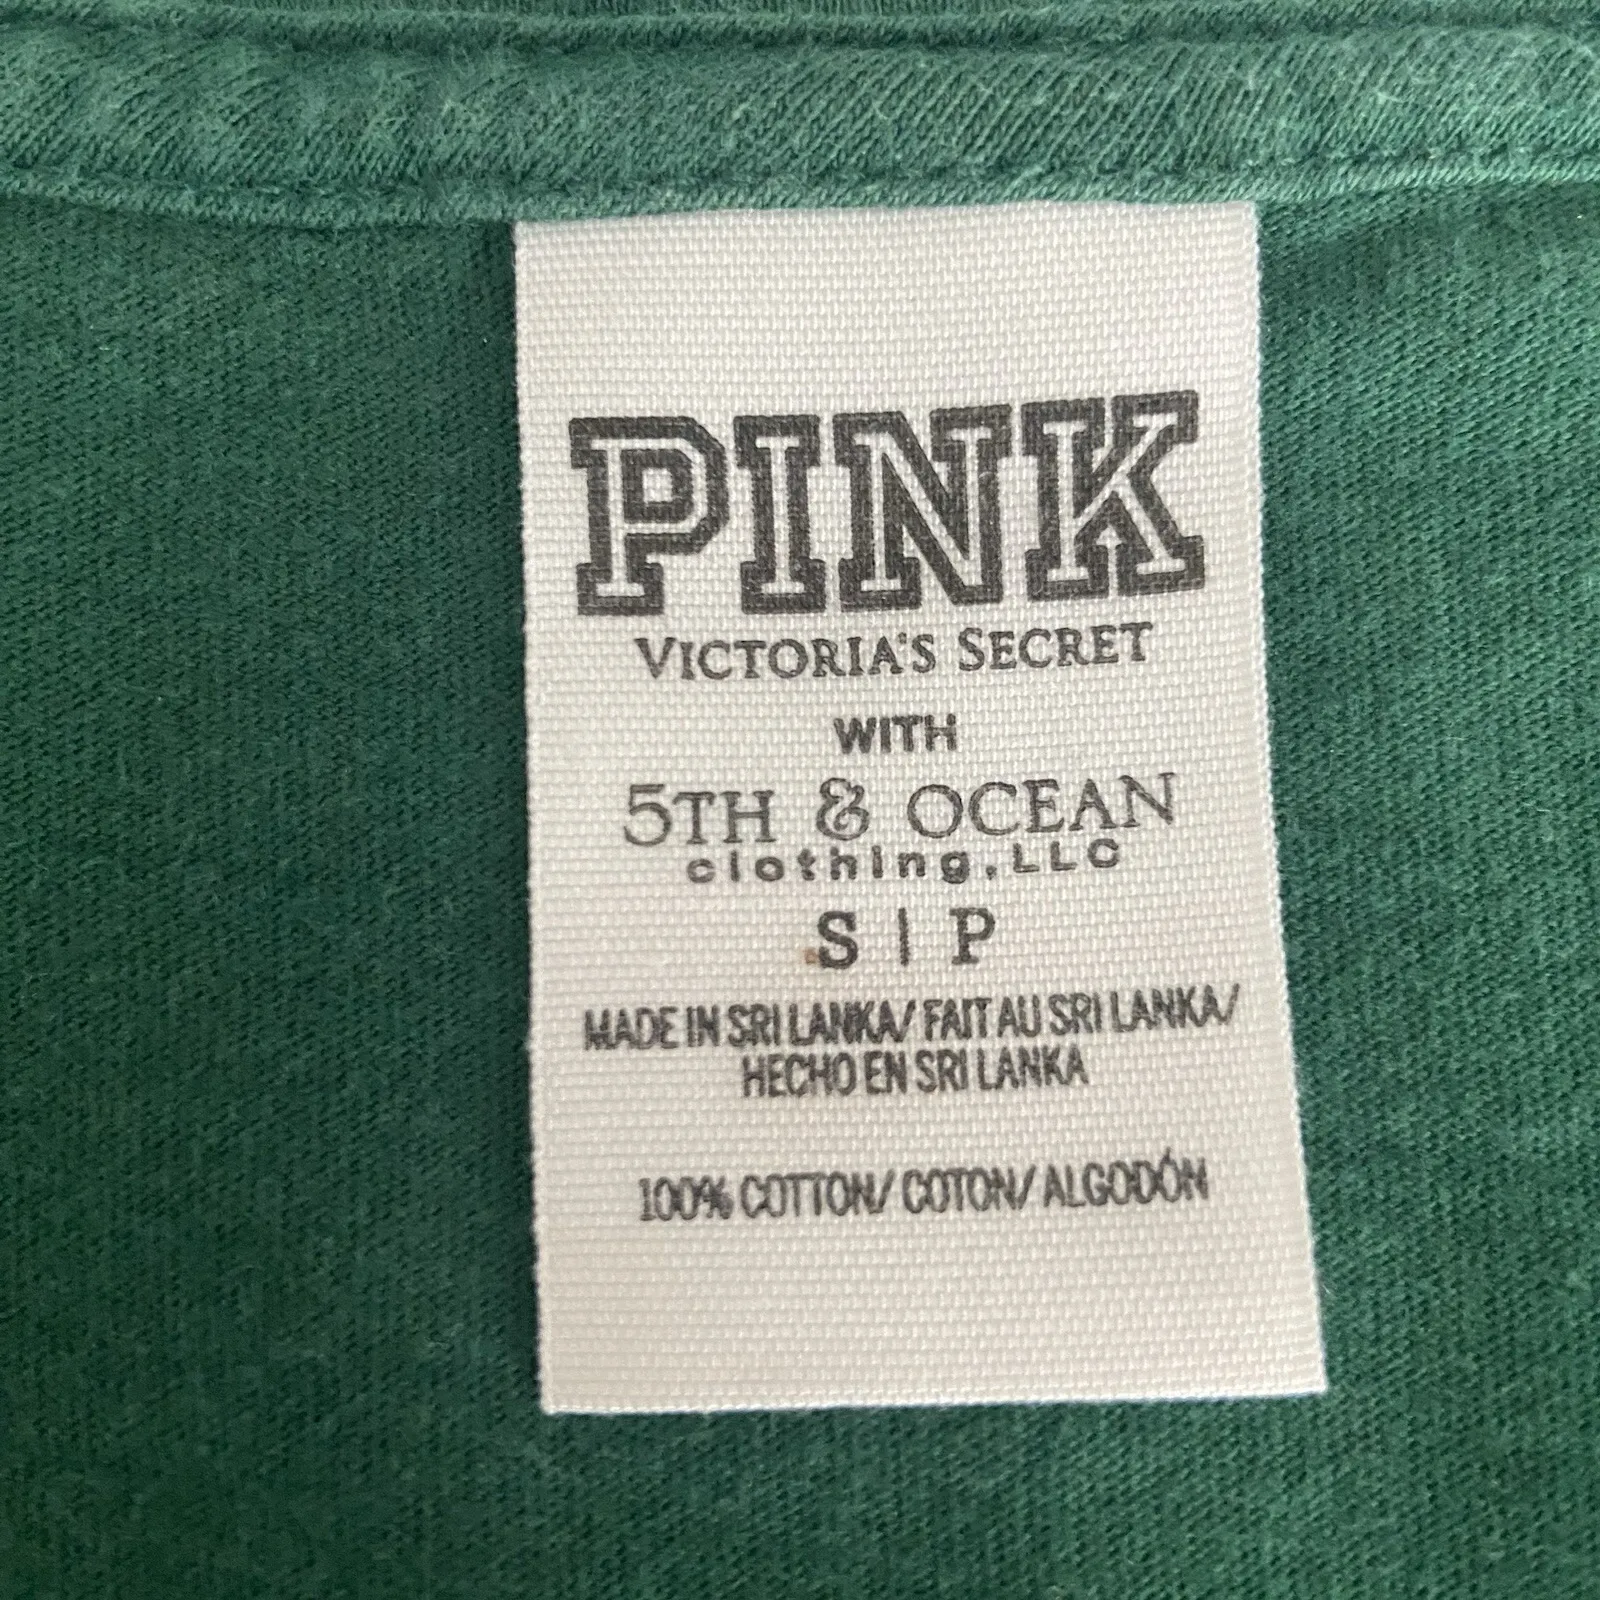 PINK
VICTORIA'S SECRET
WITH
5TH & OCEAN
clothing, LLC
S | P
MADE IN SRI LANKA/ FAIT AU SRI LANKA/
HECHO EN SRI LANKA
100% COTTON/ COTON/ ALGODÓN